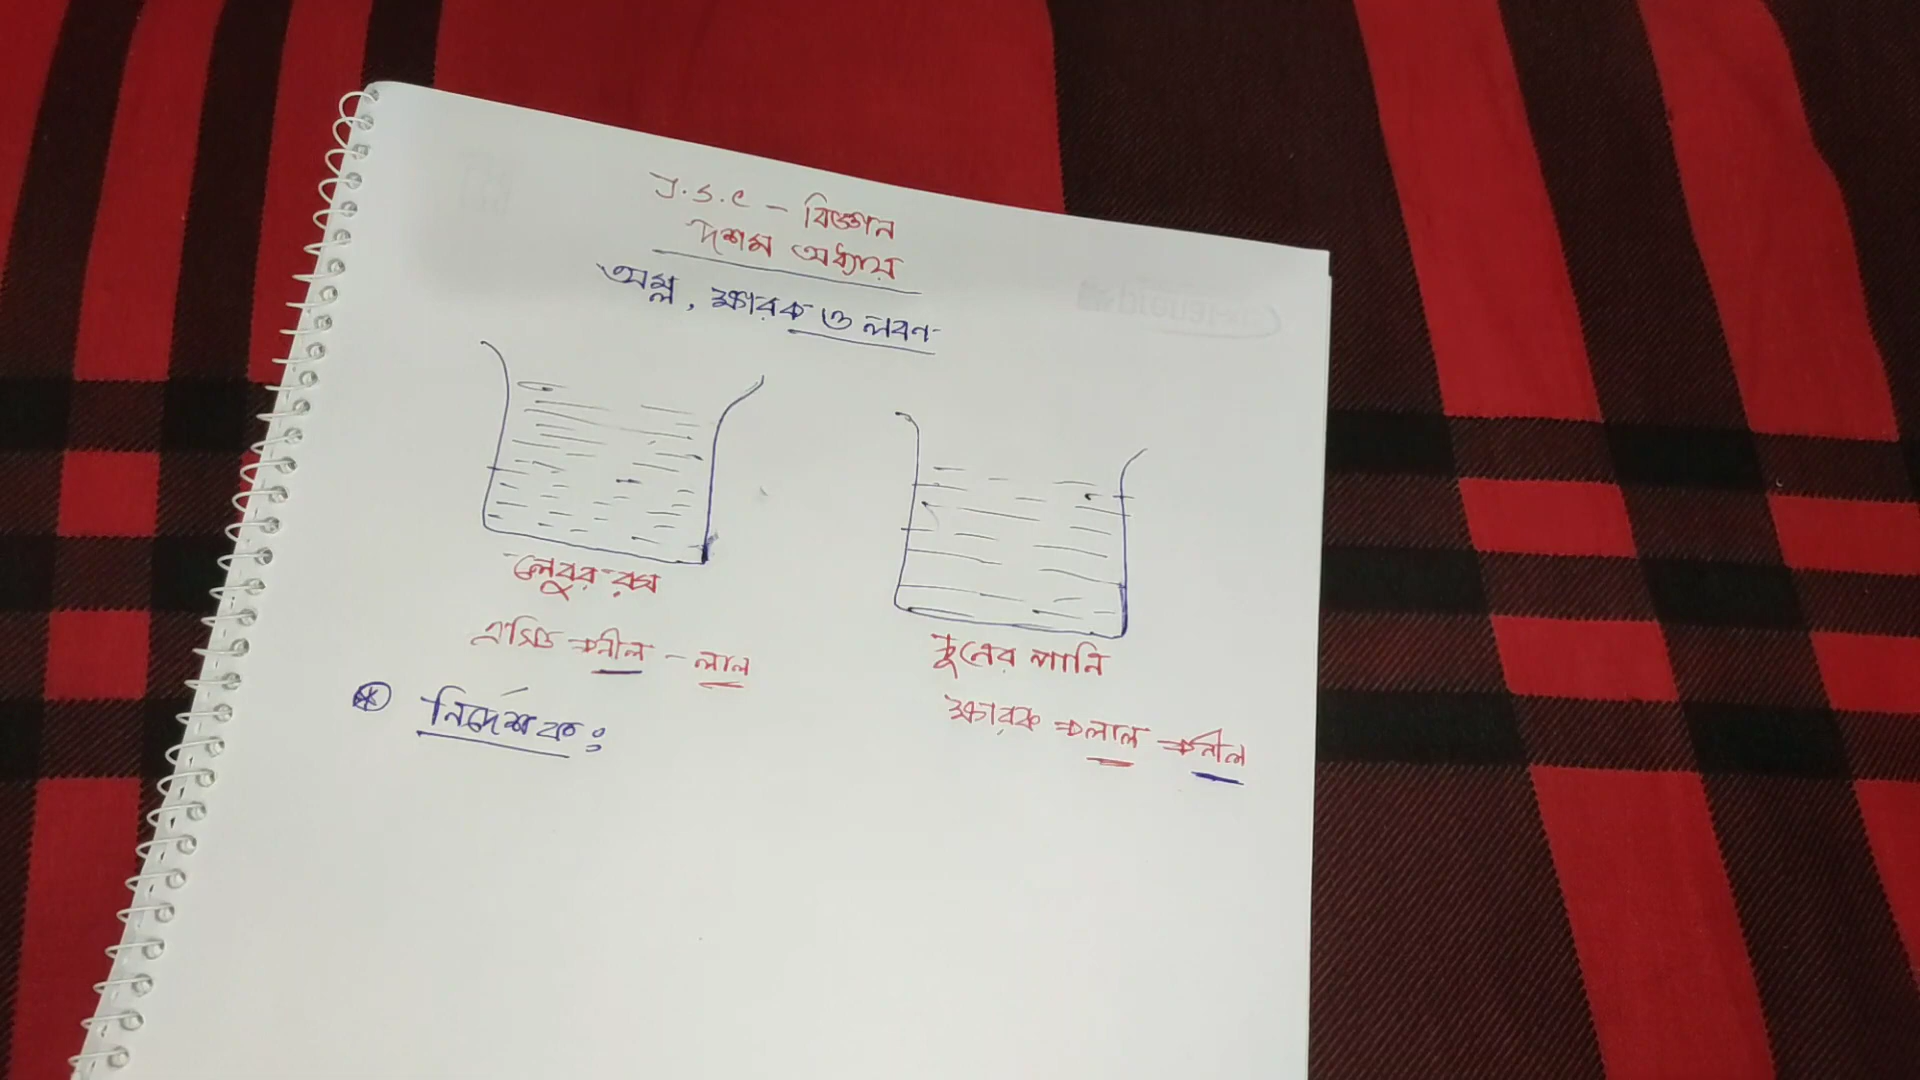 J.S.C - বিজ্ঞান
দশম অধ্যায়
অম্ল, ক্ষারক ও লবণ
লেবুর রস
এসিড ⇒ নীল - লাল
চুনের পানি
ক্ষারক ⇒ লাল ⇒ নীল
* নির্দেশক: